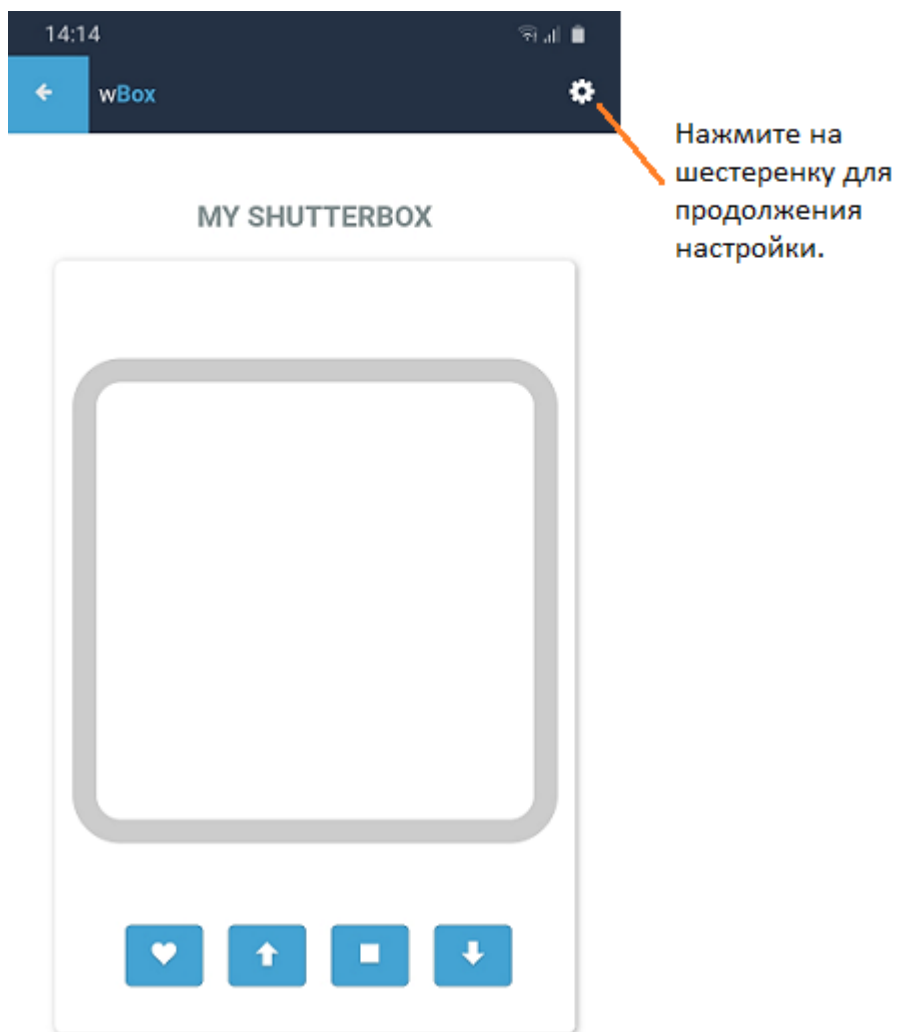 14:14
wBox
Нажмите на
шестеренку для
продолжения
настройки.
MY SHUTTERBOX